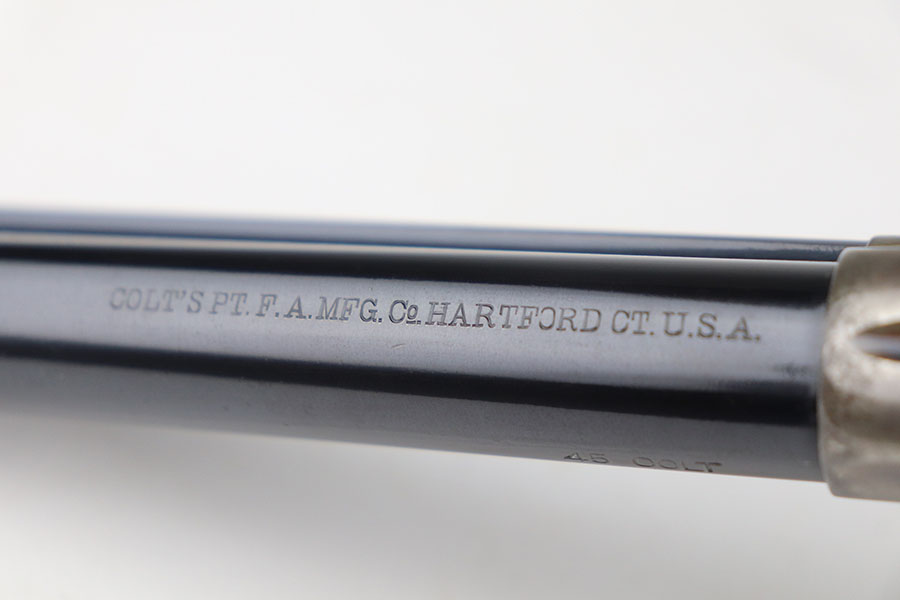 COLT'S PT. F. A. MFG. Co. HARTFORD CT. U.S.A.
45 COLT